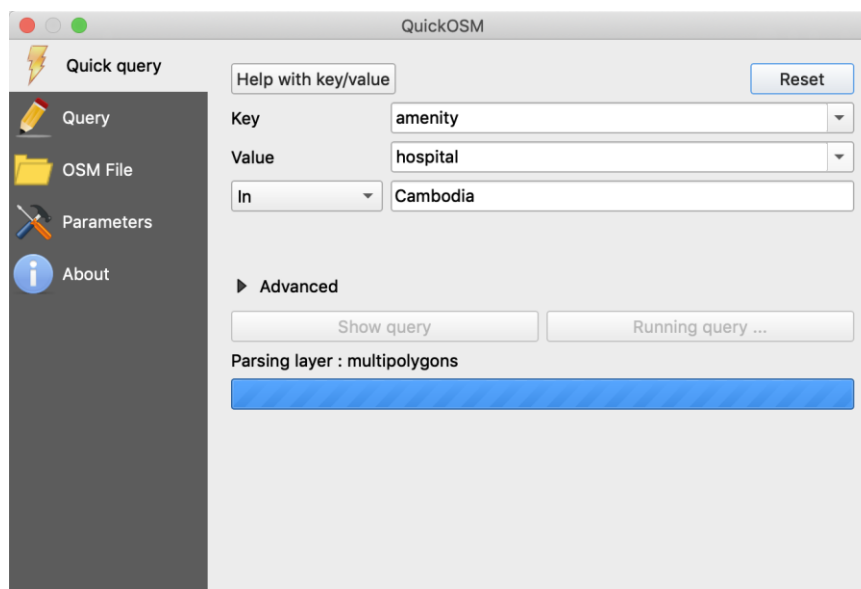 QuickOSM
Quick query
Query
OSM File
Parameters
About
Help with key/value
Reset
Key
amenity
Value
hospital
In
Cambodia
Advanced
Show query
Running query ...
Parsing layer : multipolygons